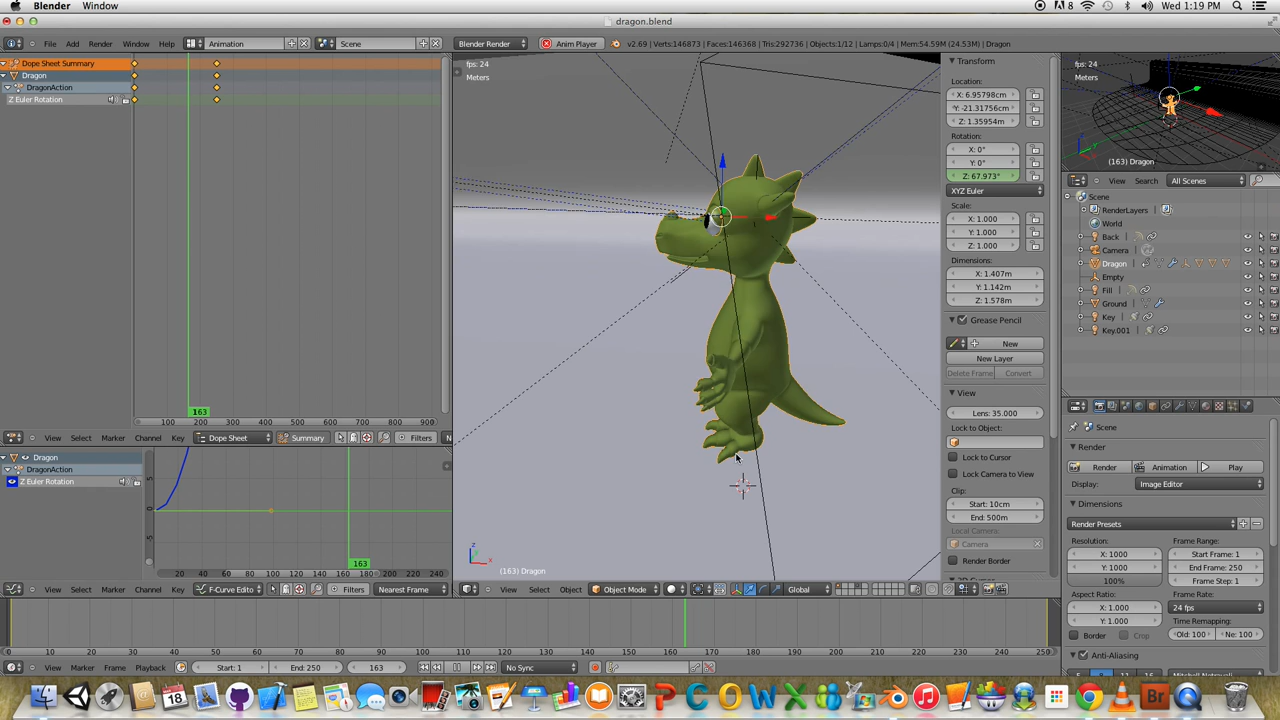 Blender Window 8 Wed 1:19 PM
dragon.blend
File Add Render Window Help Animation Scene Blender Render Anim Player v2.69 | Verts:146873 | Faces:146368 | Tris:292736 | Objects:1/12 | Lamps:0/4 | Mem:54.59M (24.53M) | Dragon
Dope Sheet Summary
Dragon
DragonAction
Z Euler Rotation
163
100 200 300 400 500 600 700 800 900
View Select Marker Channel Key Dope Sheet Summary Filters N
Dragon
DragonAction
Z Euler Rotation
5
0
-5
163
20 40 60 80 100 120 140 160 180 200 220 240
View Select Marker Channel Key F-Curve Edito Filters Nearest Frame
fps: 24
Meters
(163) Dragon
View Select Object Object Mode Global
Transform
Location:
X: 6.95798cm
Y: -21.31756cm
Z: 1.35954m
Rotation:
X: 0°
Y: 0°
Z: 67.973°
XYZ Euler
Scale:
X: 1.000
Y: 1.000
Z: 1.000
Dimensions:
X: 1.407m
Y: 1.142m
Z: 1.578m
Grease Pencil
New
New Layer
Delete Frame Convert
View
Lens: 35.000
Lock to Object:
Lock to Cursor
Lock Camera to View
Clip:
Start: 10cm
End: 500m
Local Camera:
Camera
Render Border
fps: 24
Meters
(163) Dragon
View Search All Scenes
Scene
RenderLayers
World
Back
Camera
Dragon
Empty
Fill
Ground
Key
Key.001
Scene
Render
Render Animation Play
Display: Image Editor
Dimensions
Render Presets
Resolution: Frame Range:
X: 1000 Start Frame: 1
Y: 1000 End Frame: 250
100% Frame Step: 1
Aspect Ratio: Frame Rate:
X: 1.000 24 fps
Y: 1.000 Time Remapping:
Border Crop Old: 100 Ne: 100
Anti-Aliasing
0 10 20 30 40 50 60 70 80 90 100 110 120 130 140 150 160 170 180 190 200 210 220 230 240 250
View Marker Frame Playback Start: 1 End: 250 163 No Sync